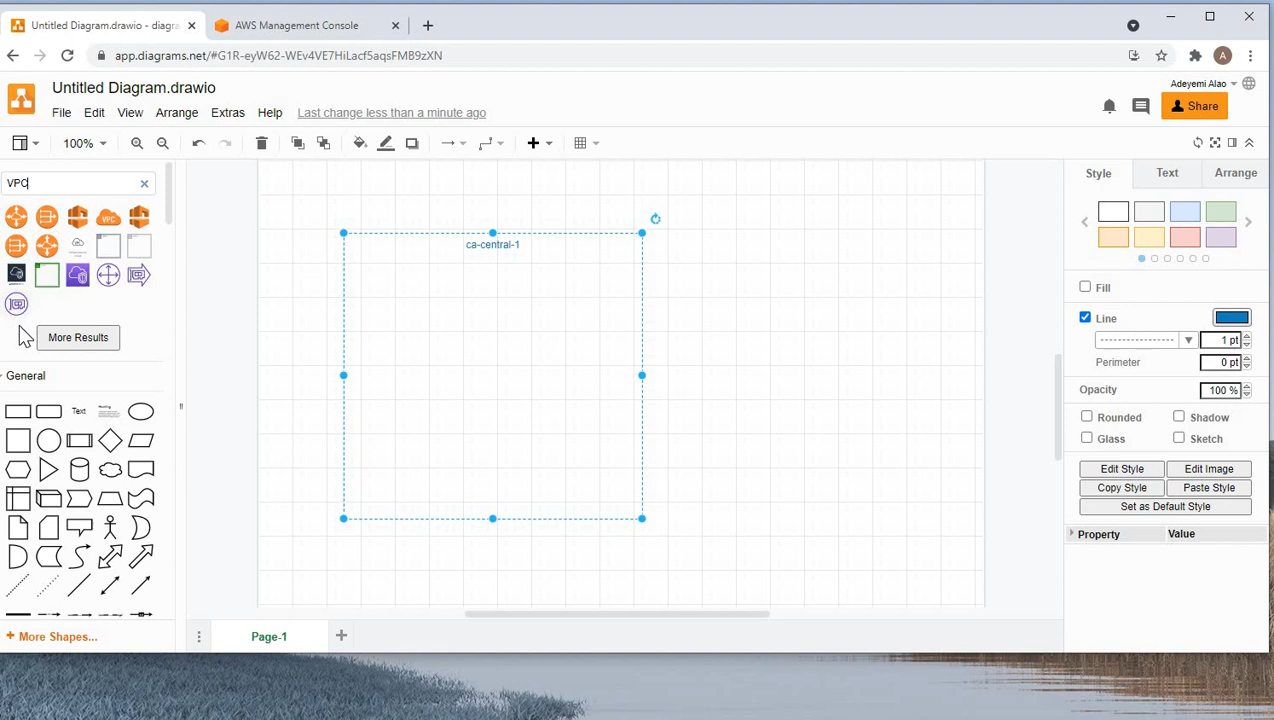 Untitled Diagram.drawio - diagra
AWS Management Console
app.diagrams.net/#G1R-eyW62-WEv4VE7HiLacf5aqsFMB9zXN
A
Untitled Diagram.drawio
Adeyemi Alao
File Edit View Arrange Extras Help Last change less than a minute ago
Share
100%
VPC
Style Text Arrange
VPC
ca-central-1
Fill
Line
1 pt
More Results
Perimeter 0 pt
General
Opacity 100 %
Text Heading
Rounded Shadow
Glass Sketch
Edit Style Edit Image
Copy Style Paste Style
Set as Default Style
Property Value
+ More Shapes...
Page-1